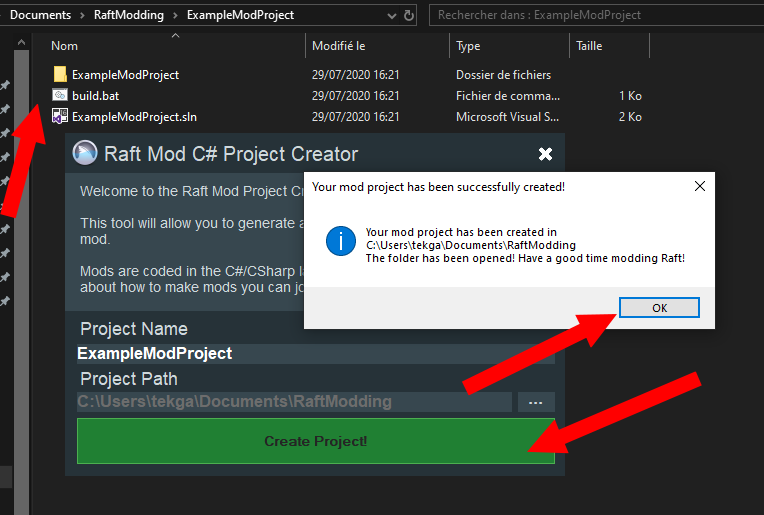 Documents > RaftModding > ExampleModProject
Rechercher dans : ExampleModProject
Nom Modifié le Type Taille
ExampleModProject 29/07/2020 16:21 Dossier de fichiers
build.bat 29/07/2020 16:21 Fichier de comma... 1 Ko
ExampleModProject.sln 29/07/2020 16:21 Microsoft Visual S... 2 Ko
Raft Mod C# Project Creator
Welcome to the Raft Mod Project Cr
This tool will allow you to generate a
mod.
Mods are coded in the C#/CSharp la
about how to make mods you can jo
Your mod project has been successfully created!
Your mod project has been created in
C:\Users\tekga\Documents\RaftModding
The folder has been opened! Have a good time modding Raft!
OK
Project Name
ExampleModProject
Project Path
C:\Users\tekga\Documents\RaftModding ...
Create Project!